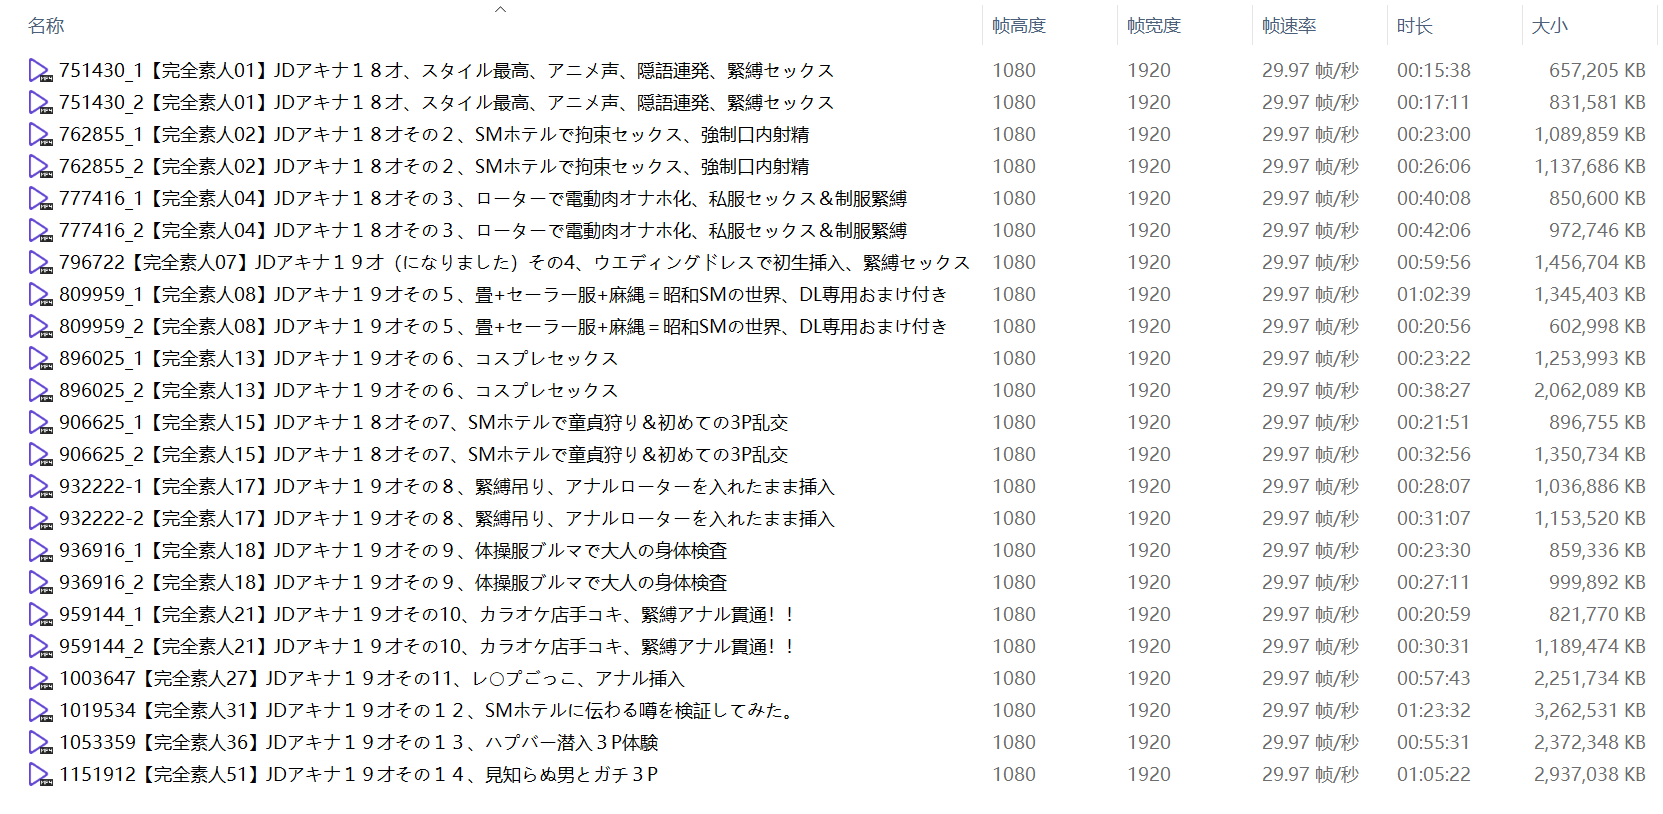 名称 帧高度 帧宽度 帧速率 时长 大小
751430_1【完全素人01】JDアキナ１８才、スタイル最高、アニメ声、隠語連発、緊縛セックス 1080 1920 29.97 帧/秒 00:15:38 657,205 KB
751430_2【完全素人01】JDアキナ１８才、スタイル最高、アニメ声、隠語連発、緊縛セックス 1080 1920 29.97 帧/秒 00:17:11 831,581 KB
762855_1【完全素人02】JDアキナ１８才その２、SMホテルで拘束セックス、強制口内射精 1080 1920 29.97 帧/秒 00:23:00 1,089,859 KB
762855_2【完全素人02】JDアキナ１８才その２、SMホテルで拘束セックス、強制口内射精 1080 1920 29.97 帧/秒 00:26:06 1,137,686 KB
777416_1【完全素人04】JDアキナ１８才その３、ローターで電動肉オナホ化、私服セックス＆制服緊縛 1080 1920 29.97 帧/秒 00:40:08 850,600 KB
777416_2【完全素人04】JDアキナ１８才その３、ローターで電動肉オナホ化、私服セックス＆制服緊縛 1080 1920 29.97 帧/秒 00:42:06 972,746 KB
796722【完全素人07】JDアキナ１９才（になりました）その4、ウエディングドレスで初生挿入、緊縛セックス 1080 1920 29.97 帧/秒 00:59:56 1,456,704 KB
809959_1【完全素人08】JDアキナ１９才その５、畳+セーラー服+麻縄＝昭和SMの世界、DL専用おまけ付き 1080 1920 29.97 帧/秒 01:02:39 1,345,403 KB
809959_2【完全素人08】JDアキナ１９才その５、畳+セーラー服+麻縄＝昭和SMの世界、DL専用おまけ付き 1080 1920 29.97 帧/秒 00:20:56 602,998 KB
896025_1【完全素人13】JDアキナ１９才その６、コスプレセックス 1080 1920 29.97 帧/秒 00:23:22 1,253,993 KB
896025_2【完全素人13】JDアキナ１９才その６、コスプレセックス 1080 1920 29.97 帧/秒 00:38:27 2,062,089 KB
906625_1【完全素人15】JDアキナ１８才その7、SMホテルで童貞狩り＆初めての3P乱交 1080 1920 29.97 帧/秒 00:21:51 896,755 KB
906625_2【完全素人15】JDアキナ１８才その7、SMホテルで童貞狩り＆初めての3P乱交 1080 1920 29.97 帧/秒 00:32:56 1,350,734 KB
932222-1【完全素人17】JDアキナ１９才その８、緊縛吊り、アナルローターを入れたまま挿入 1080 1920 29.97 帧/秒 00:28:07 1,036,886 KB
932222-2【完全素人17】JDアキナ１９才その８、緊縛吊り、アナルローターを入れたまま挿入 1080 1920 29.97 帧/秒 00:31:07 1,153,520 KB
936916_1【完全素人18】JDアキナ１９才その９、体操服ブルマで大人の身体検査 1080 1920 29.97 帧/秒 00:23:30 859,336 KB
936916_2【完全素人18】JDアキナ１９才その９、体操服ブルマで大人の身体検査 1080 1920 29.97 帧/秒 00:27:11 999,892 KB
959144_1【完全素人21】JDアキナ１９才その10、カラオケ店手コキ、緊縛アナル貫通！！ 1080 1920 29.97 帧/秒 00:20:59 821,770 KB
959144_2【完全素人21】JDアキナ１９才その10、カラオケ店手コキ、緊縛アナル貫通！！ 1080 1920 29.97 帧/秒 00:30:31 1,189,474 KB
1003647【完全素人27】JDアキナ１９才その11、レ○プごっこ、アナル挿入 1080 1920 29.97 帧/秒 00:57:43 2,251,734 KB
1019534【完全素人31】JDアキナ１９才その１２、SMホテルに伝わる噂を検証してみた。 1080 1920 29.97 帧/秒 01:23:32 3,262,531 KB
1053359【完全素人36】JDアキナ１９才その１３、ハプバー潜入３P体験 1080 1920 29.97 帧/秒 00:55:31 2,372,348 KB
1151912【完全素人51】JDアキナ１９才その１４、見知らぬ男とガチ３P 1080 1920 29.97 帧/秒 01:05:22 2,937,038 KB